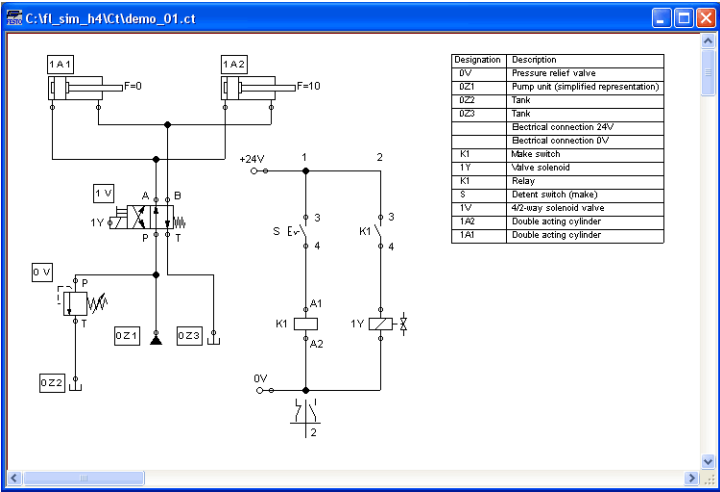 C:\fl_sim_h4\Ct\demo_01.ct
1A1
1A2
F=0
F=10
1V
A
B
1Y
P
T
0V
P
T
0Z1
0Z3
0Z2
+24V
1
2
S
3
4
K1
3
4
K1
A1
A2
1Y
0V
2
Designation Description
0V Pressure relief valve
0Z1 Pump unit (simplified representation)
0Z2 Tank
0Z3 Tank
Electrical connection 24V
Electrical connection 0V
K1 Make switch
1Y Valve solenoid
K1 Relay
S Detent switch (make)
1V 4/2-way solenoid valve
1A2 Double acting cylinder
1A1 Double acting cylinder